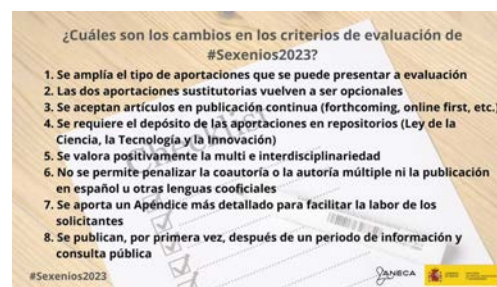 ¿Cuáles son los cambios en los criterios de evaluación de
#Sexenios2023?
1. Se amplía el tipo de aportaciones que se puede presentar a evaluación
2. Las dos aportaciones sustitutorias vuelven a ser opcionales
3. Se aceptan artículos en publicación continua (forthcoming, online first, etc.)
4. Se requiere el depósito de las aportaciones en repositorios (Ley de la
Ciencia, la Tecnología y la Innovación)
5. Se valora positivamente la multi e interdisciplinariedad
6. No se permite penalizar la coautoría o la autoría múltiple ni la publicación
en español u otras lenguas cooficiales
7. Se aporta un Apéndice más detallado para facilitar la labor de los
solicitantes
8. Se publican, por primera vez, después de un periodo de información y
consulta pública
Checklist
#Sexenios2023
ANECA